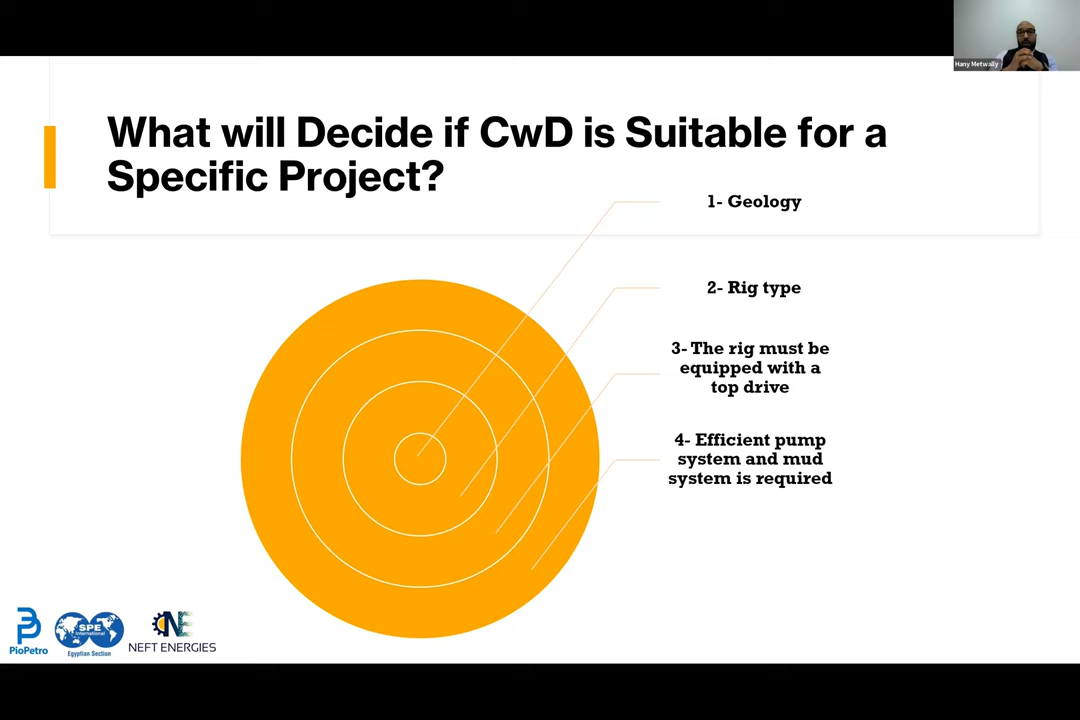 Hany Metwally
What will Decide if CwD is Suitable for a
Specific Project?
1- Geology
2- Rig type
3- The rig must be
equipped with a
top drive
4- Efficient pump
system and mud
system is required
PioPetro
SPE
International
Egyptian Section
NE
NEFT ENERGIES